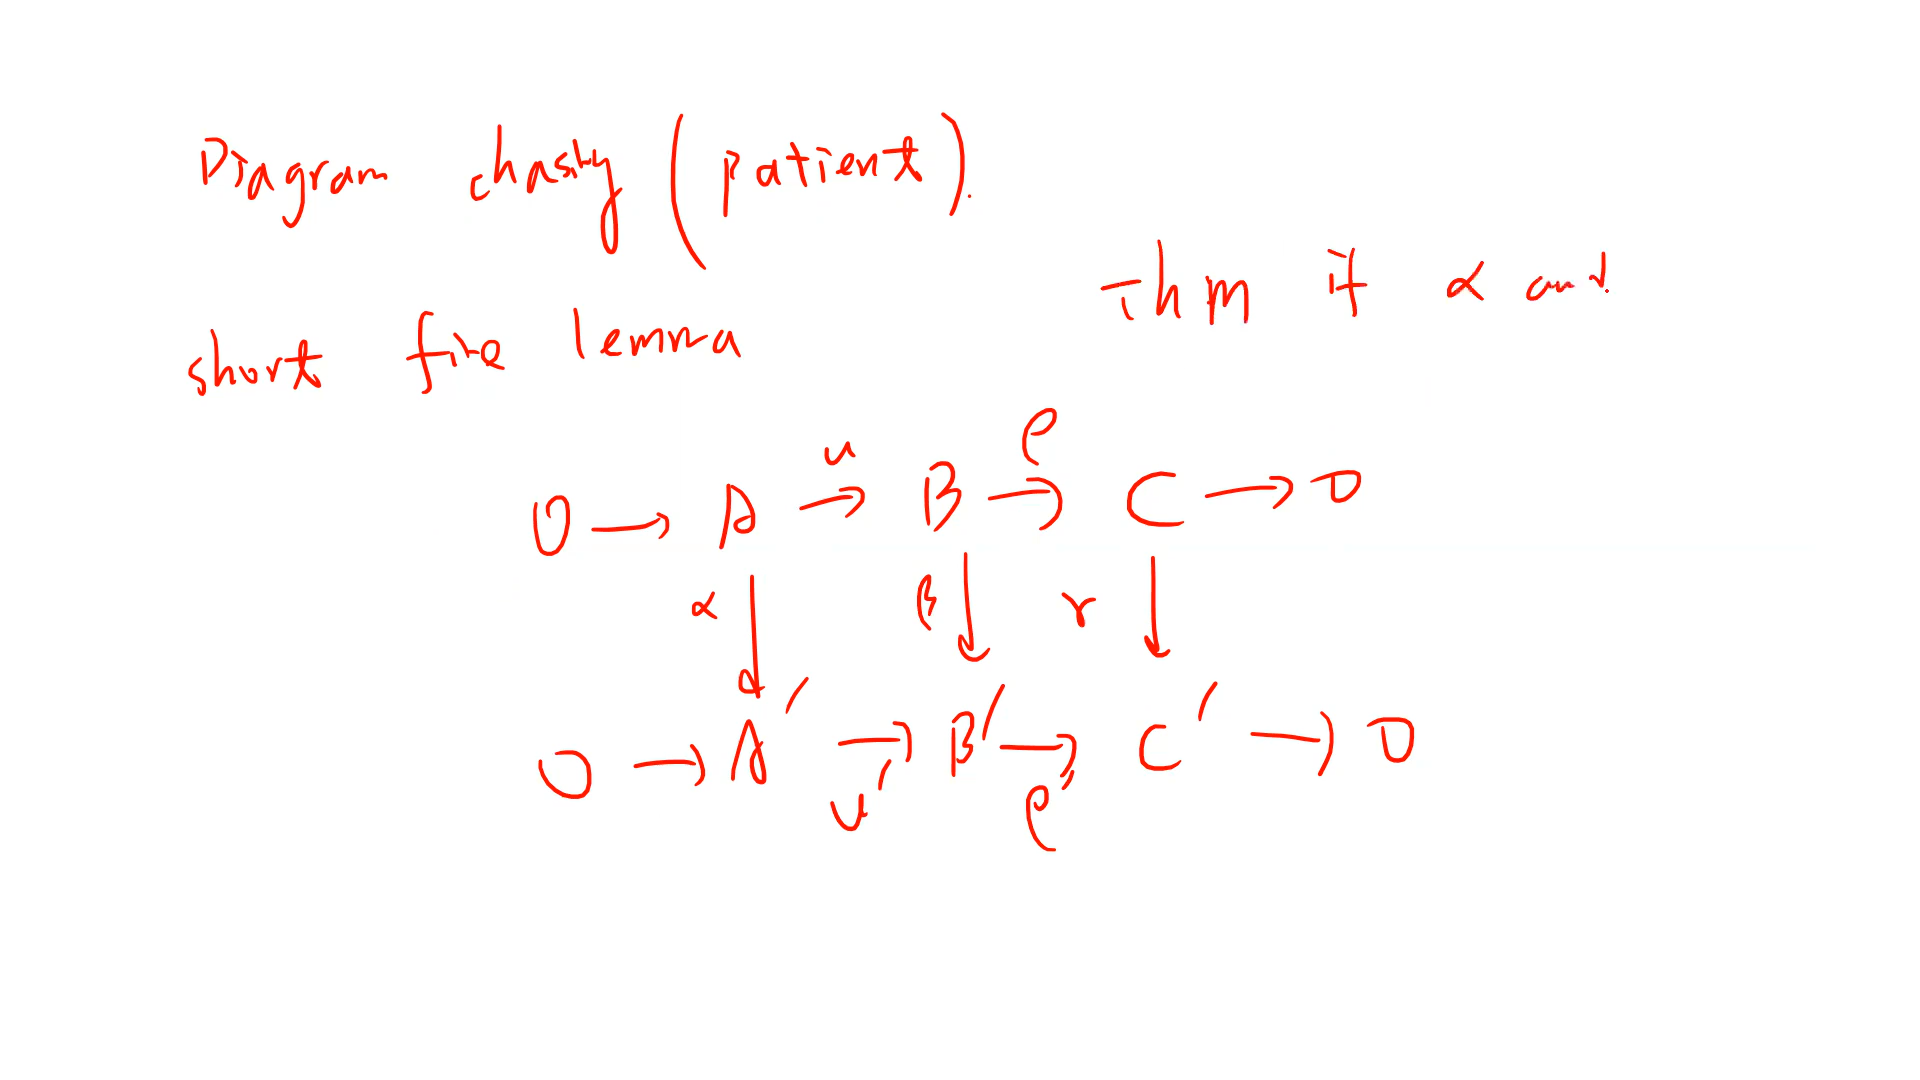 Diagram chasing (patient).
Thm if α and
short five lemma
u ρ
0 → A → B → C → 0
α β γ
0 → A′ → B′ → C′ → 0
u′ ρ′